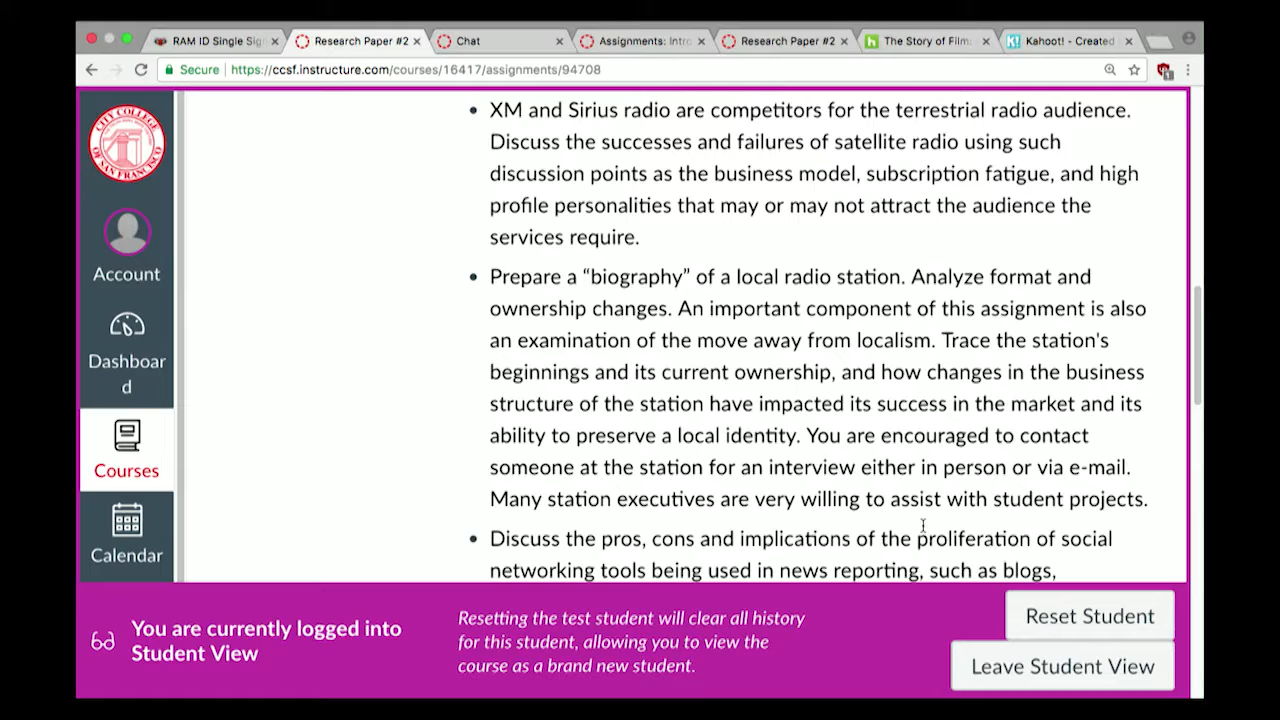 RAM ID Single Sig
Research Paper #2
Chat
Assignments: Intro
Research Paper #2
The Story of Film:
Kahoot! - Created
Secure
https://ccsf.instructure.com/courses/16417/assignments/94708
CITY COLLEGE
OF SAN FRANCISCO
Account
Dashboar
d
Courses
Calendar
• XM and Sirius radio are competitors for the terrestrial radio audience.
Discuss the successes and failures of satellite radio using such
discussion points as the business model, subscription fatigue, and high
profile personalities that may or may not attract the audience the
services require.
• Prepare a “biography” of a local radio station. Analyze format and
ownership changes. An important component of this assignment is also
an examination of the move away from localism. Trace the station's
beginnings and its current ownership, and how changes in the business
structure of the station have impacted its success in the market and its
ability to preserve a local identity. You are encouraged to contact
someone at the station for an interview either in person or via e-mail.
Many station executives are very willing to assist with student projects.
• Discuss the pros, cons and implications of the proliferation of social
networking tools being used in news reporting, such as blogs,
You are currently logged into
Student View
Resetting the test student will clear all history
for this student, allowing you to view the
course as a brand new student.
Reset Student
Leave Student View